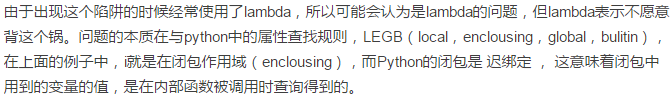 由于出现这个陷阱的时候经常使用了lambda，所以可能会认为是lambda的问题，但lambda表示不愿意
背这个锅。问题的本质在与python中的属性查找规则，LEGB（local，enclousing，global，bulitin），
在上面的例子中，i就是在闭包作用域（enclousing），而Python的闭包是 迟绑定 ， 这意味着闭包中
用到的变量的值，是在内部函数被调用时查询得到的。